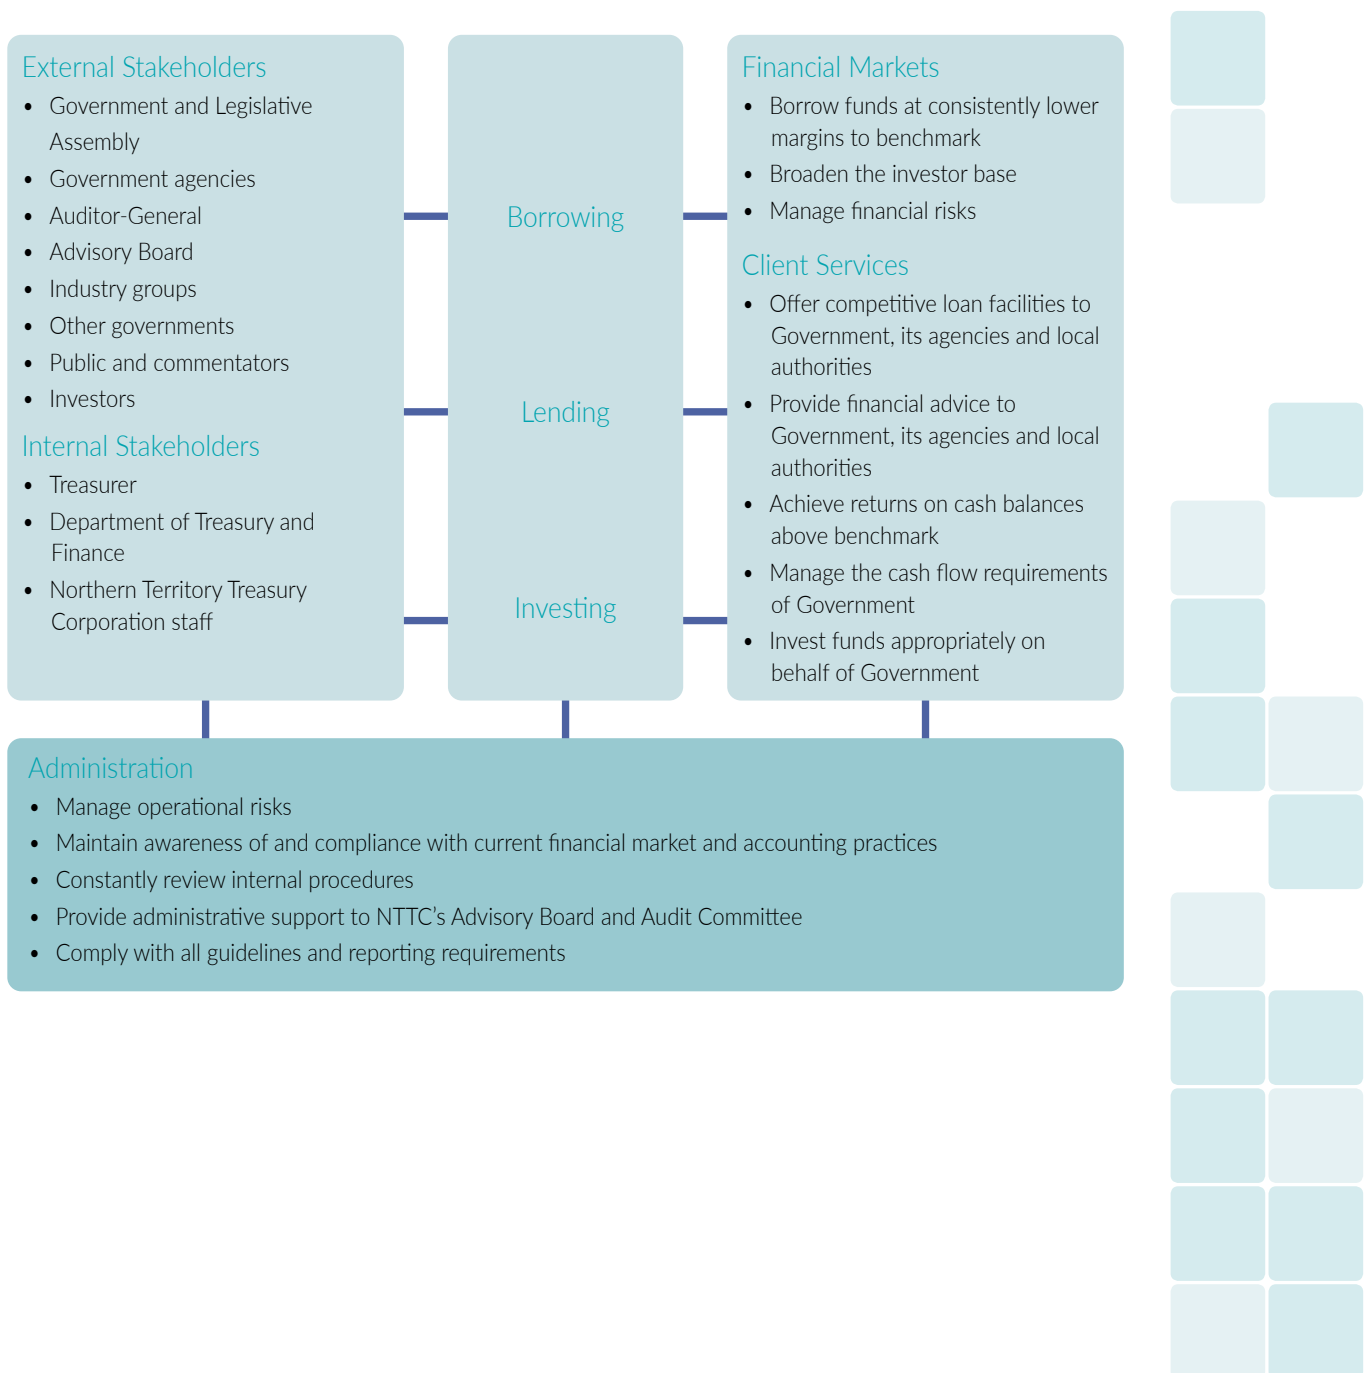 External Stakeholders
• Government and Legislative
Assembly
• Government agencies
• Auditor-General
• Advisory Board
• Industry groups
• Other governments
• Public and commentators
• Investors
Internal Stakeholders
• Treasurer
• Department of Treasury and
Finance
• Northern Territory Treasury
Corporation staff
Borrowing
Lending
Investing
Financial Markets
• Borrow funds at consistently lower
margins to benchmark
• Broaden the investor base
• Manage financial risks
Client Services
• Offer competitive loan facilities to
Government, its agencies and local
authorities
• Provide financial advice to
Government, its agencies and local
authorities
• Achieve returns on cash balances
above benchmark
• Manage the cash flow requirements
of Government
• Invest funds appropriately on
behalf of Government
Administration
• Manage operational risks
• Maintain awareness of and compliance with current financial market and accounting practices
• Constantly review internal procedures
• Provide administrative support to NTTC’s Advisory Board and Audit Committee
• Comply with all guidelines and reporting requirements